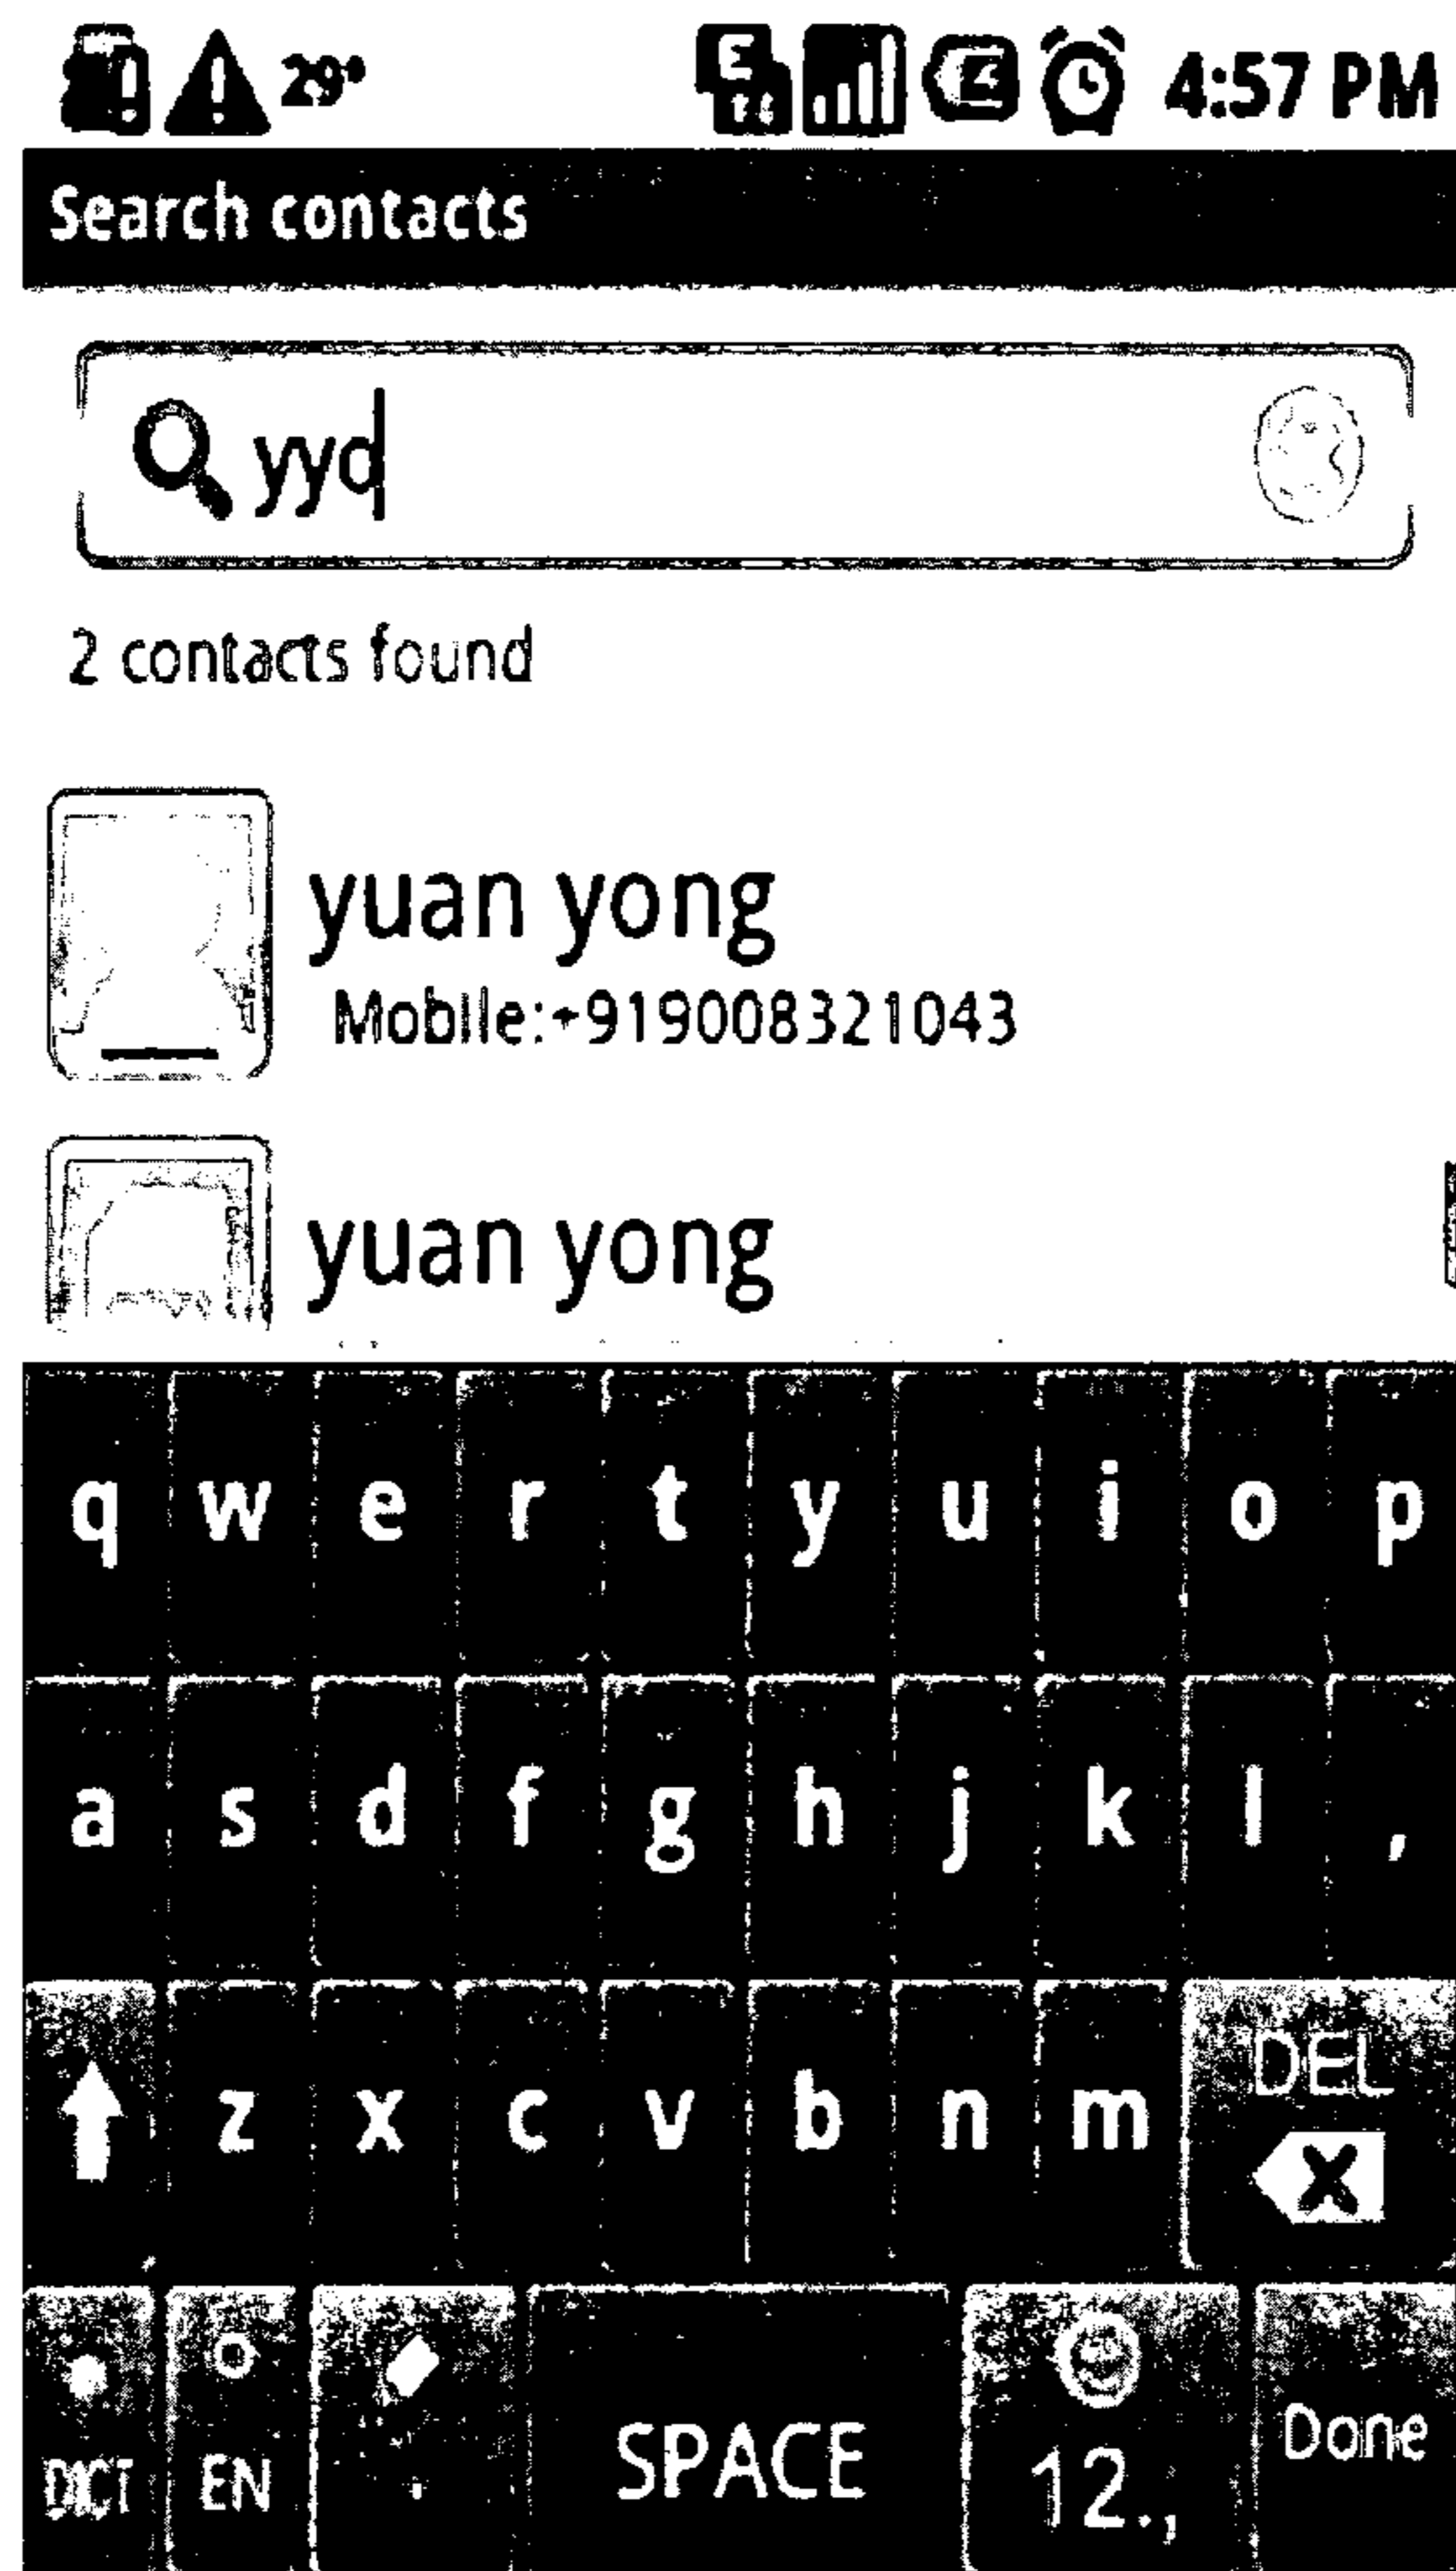 29° 4:57 PM
Search contacts
yyo
2 contacts found
yuan yong
Mobile:+919008321043
yuan yong
q w e r t y u i o p
a s d f g h j k l ,
z x c v b n m DEL
DICT EN . SPACE 12., Done